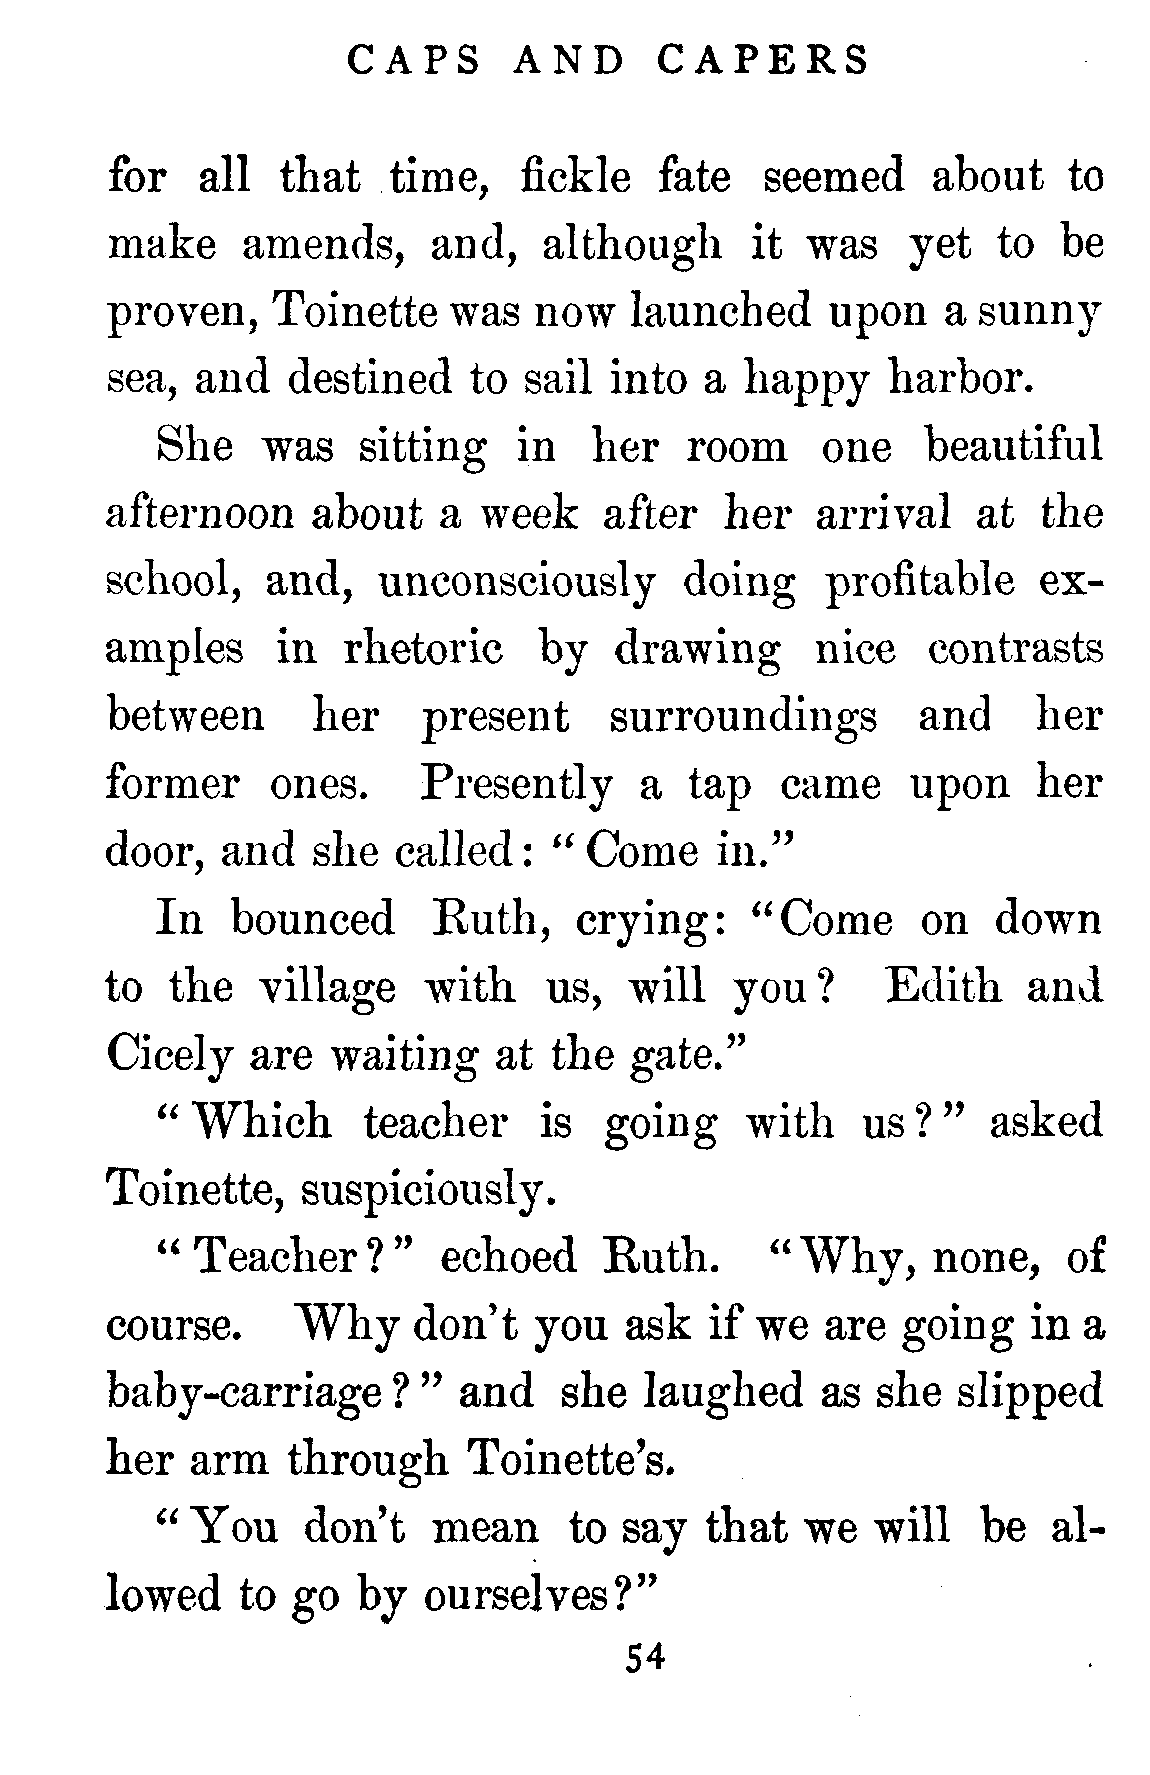 CAPS AND CAPERS
for all that time, fickle fate seemed about to
make amends, and, although it was yet to be
proven, Toinette was now launched upon a sunny
sea, and destined to sail into a happy harbor.
She was sitting in her room one beautiful
afternoon about a week after her arrival at the
school, and, unconsciously doing profitable ex-
amples in rhetoric by drawing nice contrasts
between her present surroundings and her
former ones. Presently a tap came upon her
door, and she called: “Come in.”
In bounced Ruth, crying: “Come on down
to the village with us, will you? Edith and
Cicely are waiting at the gate.”
“Which teacher is going with us?” asked
Toinette, suspiciously.
“Teacher?” echoed Ruth. “Why, none, of
course. Why don’t you ask if we are going in a
baby-carriage?” and she laughed as she slipped
her arm through Toinette’s.
“You don’t mean to say that we will be al-
lowed to go by ourselves?”
54